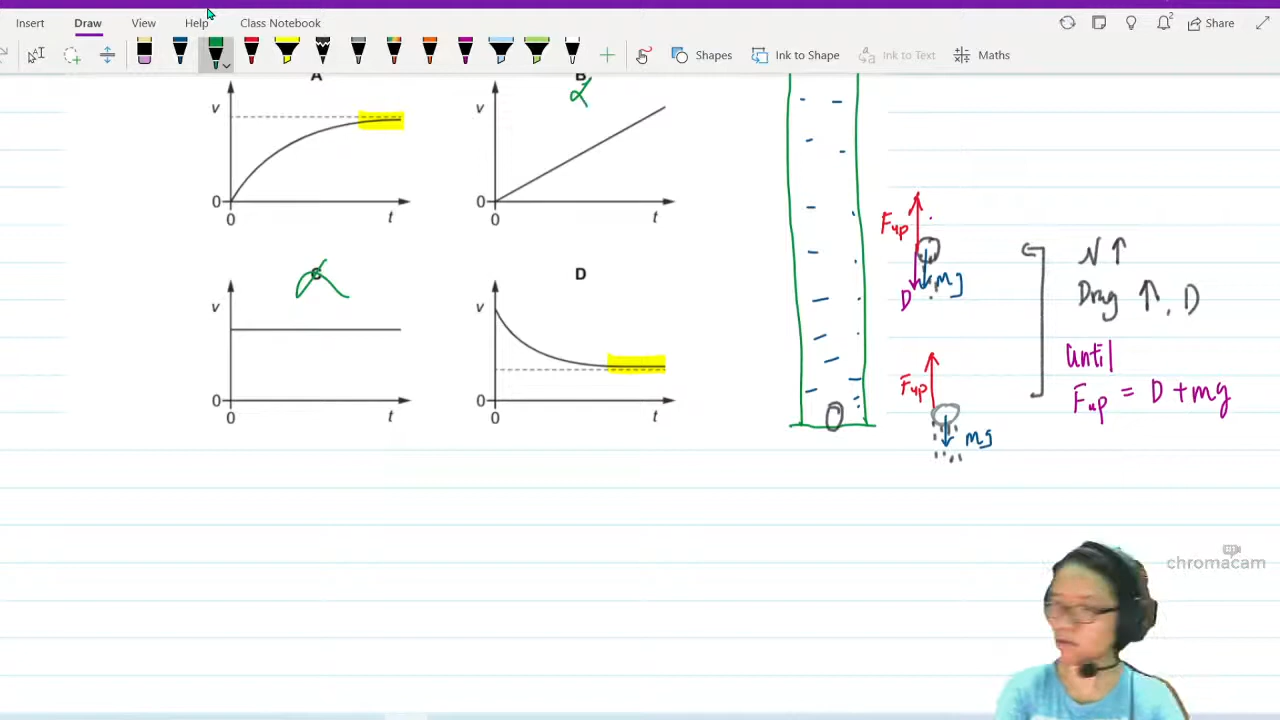 Insert Draw View Help Class Notebook Share
Shapes Ink to Shape Ink to Text Maths
A B
v v
0 0
0 t 0 t
C D
v v
0 0
0 t 0 t
Fup
mg
D
Fup
mg
N ↑
Drag ↑, D
until
Fup = D + mg
chromacam